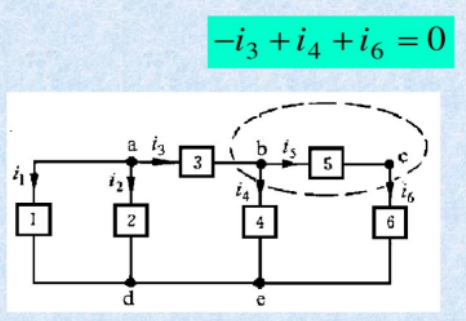 -i₃ + i₄ + i₆ = 0
a i₃ 3 b i₅ 5 c
i₁ i₂ i₄ i₆
1 2 4 6
d e